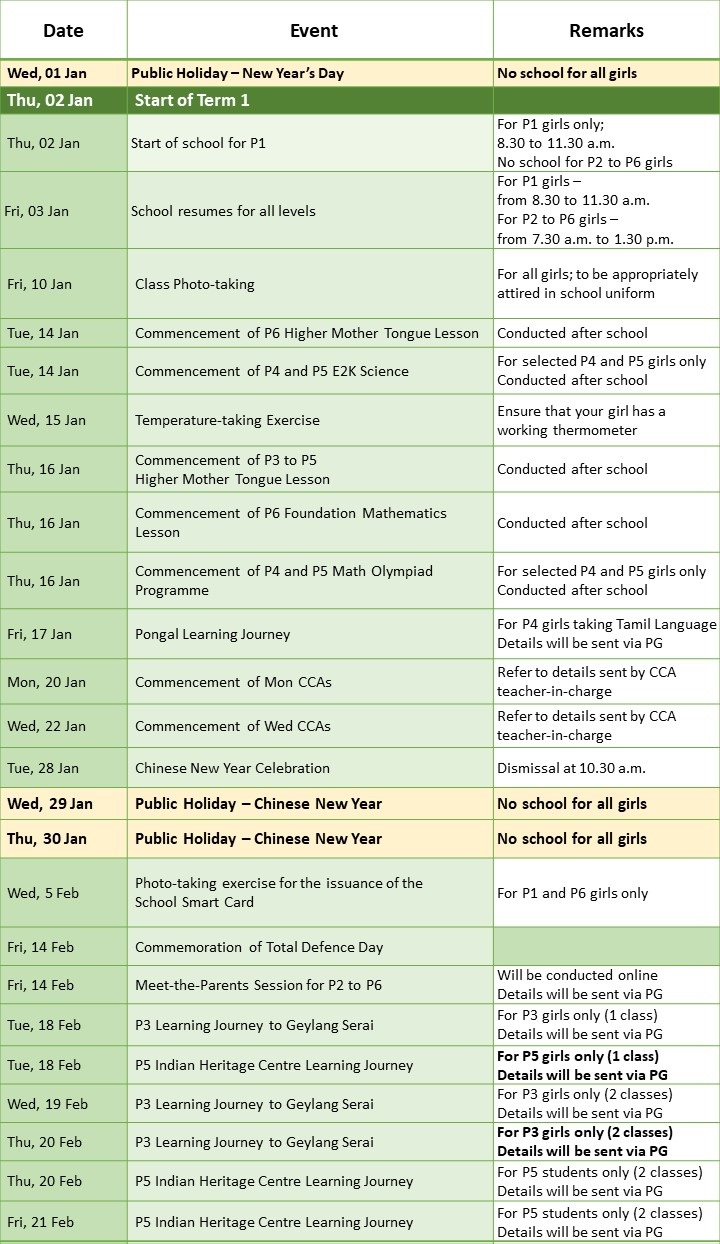 Date Event Remarks
Wed, 01 Jan Public Holiday – New Year's Day No school for all girls
Thu, 02 Jan Start of Term 1
Thu, 02 Jan Start of school for P1
For P1 girls only;
8.30 to 11.30 a.m.
No school for P2 to P6 girls
Fri, 03 Jan School resumes for all levels
For P1 girls –
from 8.30 to 11.30 a.m.
For P2 to P6 girls –
from 7.30 a.m. to 1.30 p.m.
Fri, 10 Jan Class Photo-taking
For all girls; to be appropriately
attired in school uniform
Tue, 14 Jan Commencement of P6 Higher Mother Tongue Lesson Conducted after school
Tue, 14 Jan Commencement of P4 and P5 E2K Science
For selected P4 and P5 girls only
Conducted after school
Wed, 15 Jan Temperature-taking Exercise
Ensure that your girl has a
working thermometer
Thu, 16 Jan
Commencement of P3 to P5
Higher Mother Tongue Lesson
Conducted after school
Thu, 16 Jan
Commencement of P6 Foundation Mathematics
Lesson
Conducted after school
Thu, 16 Jan
Commencement of P4 and P5 Math Olympiad
Programme
For selected P4 and P5 girls only
Conducted after school
Fri, 17 Jan Pongal Learning Journey
For P4 girls taking Tamil Language
Details will be sent via PG
Mon, 20 Jan Commencement of Mon CCAs
Refer to details sent by CCA
teacher-in-charge
Wed, 22 Jan Commencement of Wed CCAs
Refer to details sent by CCA
teacher-in-charge
Tue, 28 Jan Chinese New Year Celebration Dismissal at 10.30 a.m.
Wed, 29 Jan Public Holiday – Chinese New Year No school for all girls
Thu, 30 Jan Public Holiday – Chinese New Year No school for all girls
Wed, 5 Feb
Photo-taking exercise for the issuance of the
School Smart Card
For P1 and P6 girls only
Fri, 14 Feb Commemoration of Total Defence Day
Fri, 14 Feb Meet-the-Parents Session for P2 to P6
Will be conducted online
Details will be sent via PG
Tue, 18 Feb P3 Learning Journey to Geylang Serai
For P3 girls only (1 class)
Details will be sent via PG
Tue, 18 Feb P5 Indian Heritage Centre Learning Journey
For P5 girls only (1 class)
Details will be sent via PG
Wed, 19 Feb P3 Learning Journey to Geylang Serai
For P3 girls only (2 classes)
Details will be sent via PG
Thu, 20 Feb P3 Learning Journey to Geylang Serai
For P3 girls only (2 classes)
Details will be sent via PG
Thu, 20 Feb P5 Indian Heritage Centre Learning Journey
For P5 students only (2 classes)
Details will be sent via PG
Fri, 21 Feb P5 Indian Heritage Centre Learning Journey
For P5 students only (2 classes)
Details will be sent via PG